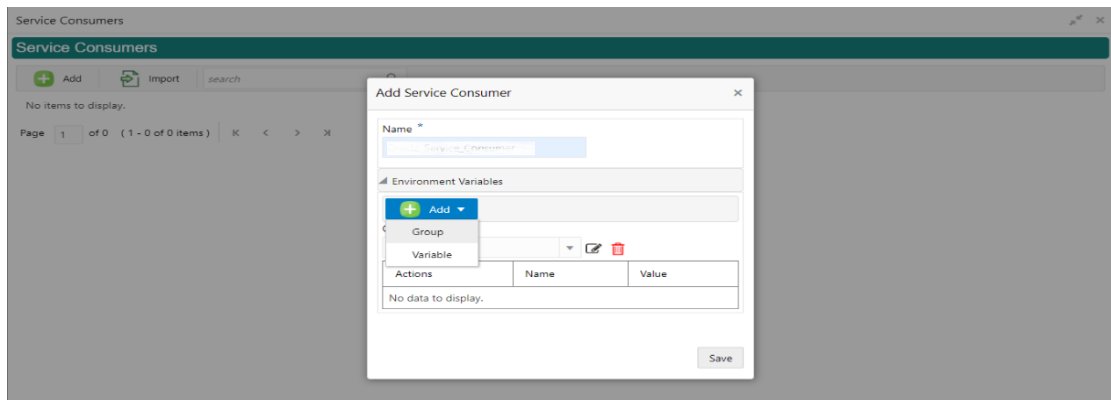 Service Consumers
Service Consumers
Add Import search
No items to display.
Page 1 of 0 ( 1 - 0 of 0 items )
Add Service Consumer
Name *
Service_Consumer
Environment Variables
Add
Group
Variable
Actions Name Value
No data to display.
Save